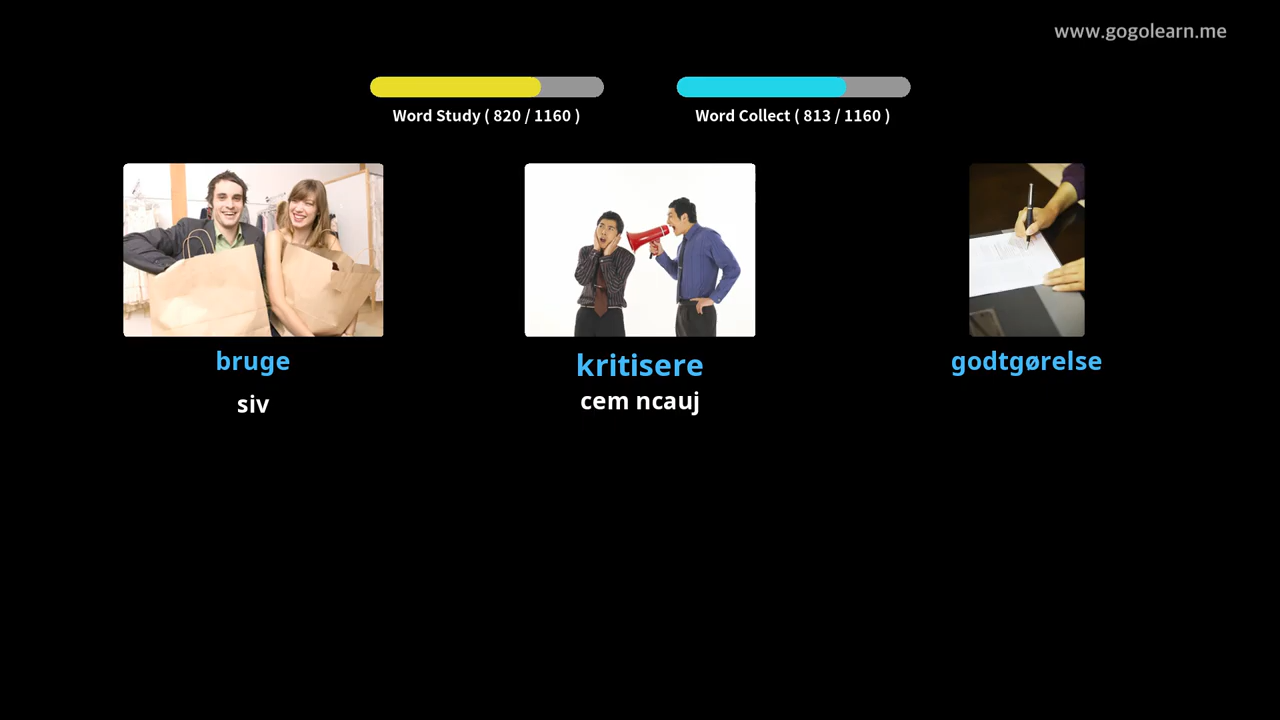 www.gogolearn.me
Word Study ( 820 / 1160 )
Word Collect ( 813 / 1160 )
bruge
kritisere
godtgørelse
siv
cem ncauj